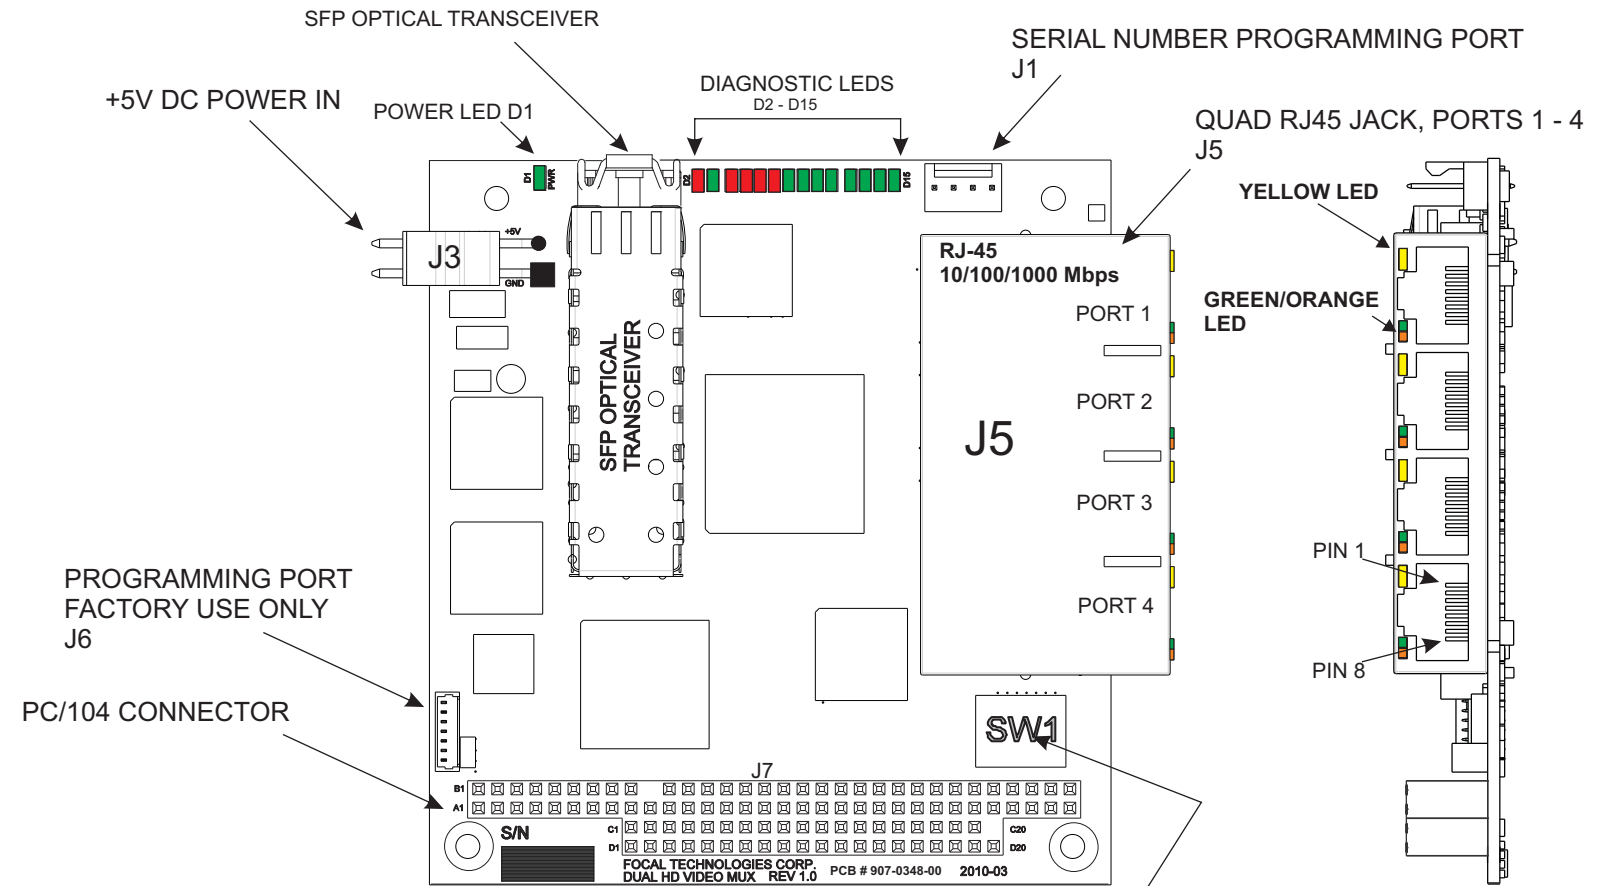 SFP OPTICAL TRANSCEIVER
SERIAL NUMBER PROGRAMMING PORT
J1
+5V DC POWER IN
POWER LED D1
DIAGNOSTIC LEDS
D2 - D15
QUAD RJ45 JACK, PORTS 1 - 4
J5
D1
PWR
D2
D15
YELLOW LED
+5V
J3
GND
RJ-45
10/100/1000 Mbps
GREEN/ORANGE
LED
PORT 1
SFP OPTICAL
TRANSCEIVER
PORT 2
J5
PORT 3
PIN 1
PROGRAMMING PORT
FACTORY USE ONLY
J6
PORT 4
PIN 8
PC/104 CONNECTOR
SW1
J7
B1
A1
S/N
C1
C20
D1
D20
FOCAL TECHNOLOGIES CORP.
DUAL HD VIDEO MUX REV 1.0
PCB # 907-0348-00
2010-03